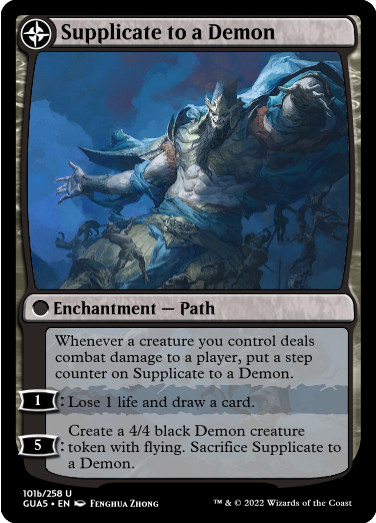 Supplicate to a Demon
Enchantment — Path
Whenever a creature you control deals
combat damage to a player, put a step
counter on Supplicate to a Demon.
1 : Lose 1 life and draw a card.
Create a 4/4 black Demon creature
5 : token with flying. Sacrifice Supplicate to
a Demon.
101b/258 U
GUA5 • EN Fenghua Zhong
™ & © 2022 Wizards of the Coast